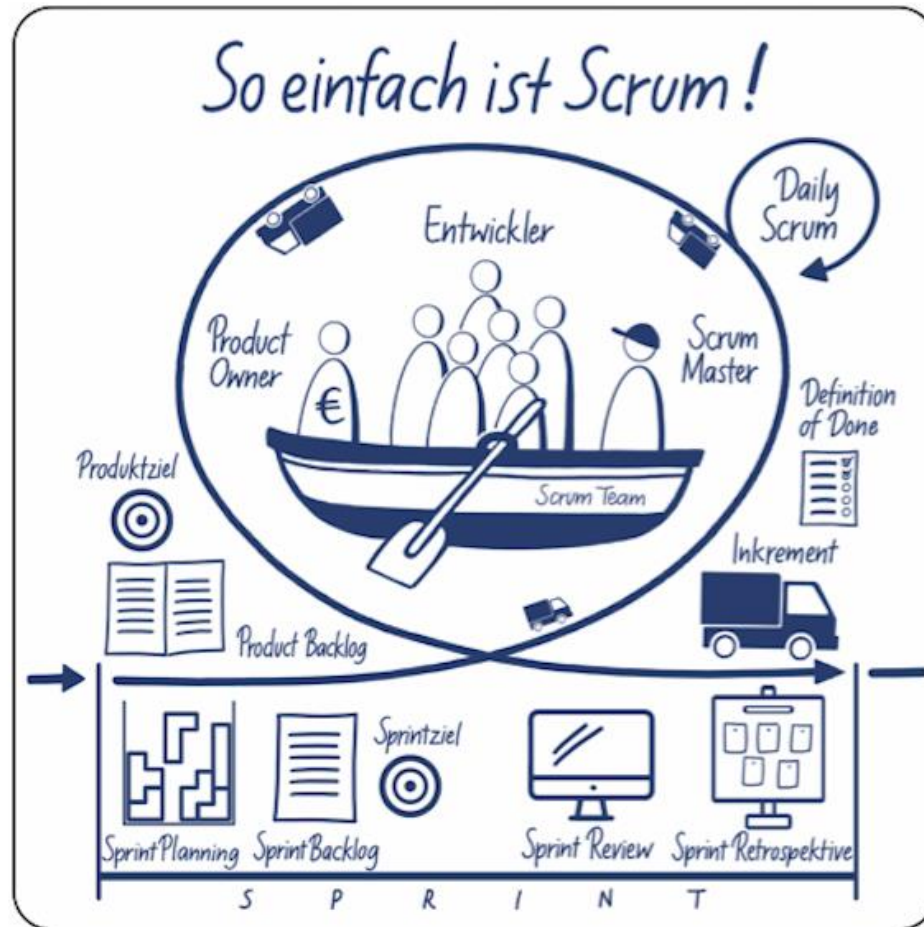 So einfach ist Scrum!
Daily
Scrum
Entwickler
Product
Owner
Scrum
Master
Definition
of Done
Produktziel
Scrum Team
Inkrement
Product Backlog
Sprintziel
Sprint Planning
Sprint Backlog
Sprint Review
Sprint Retrospektive
S P R I N T
€